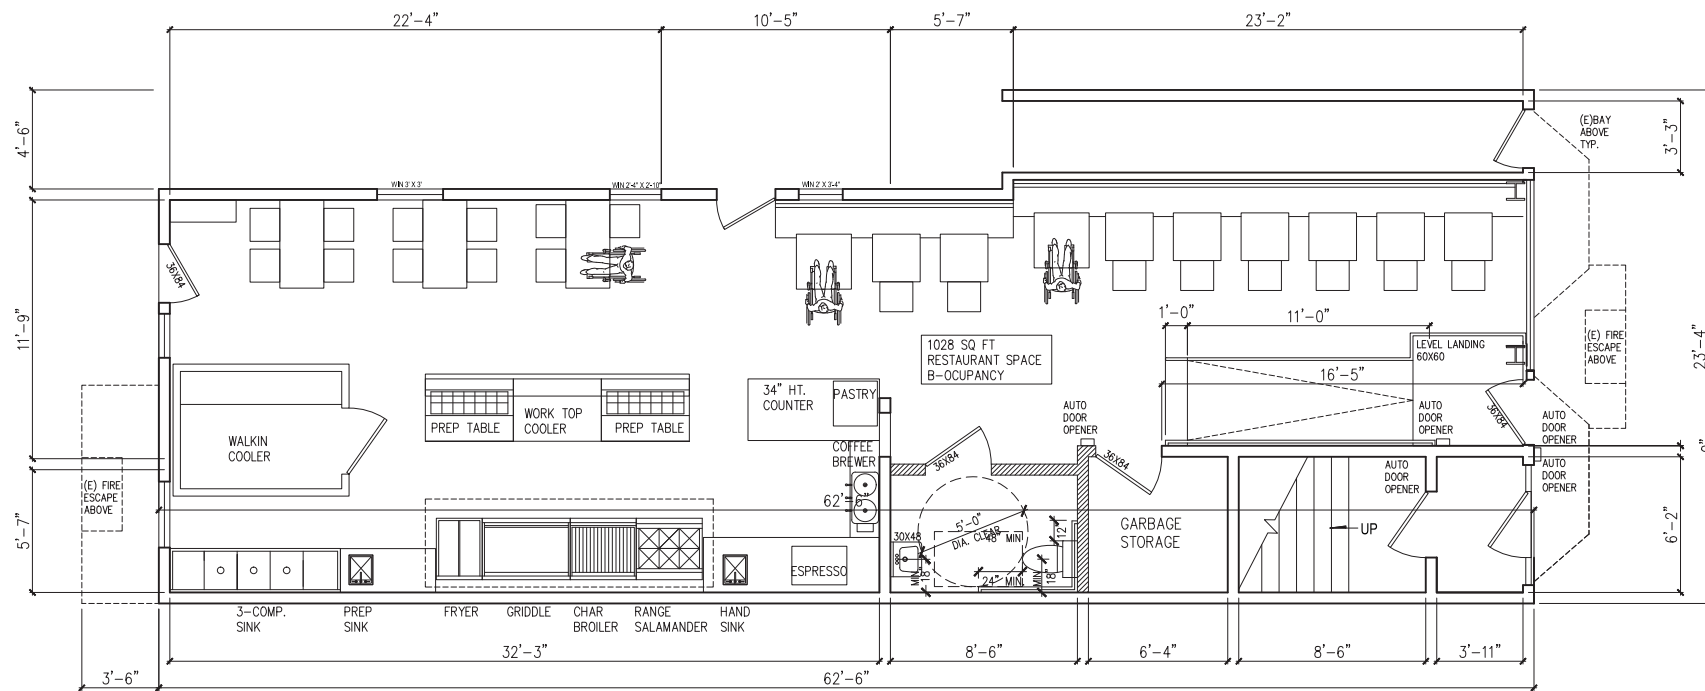 22'-4"
10'-5"
5'-7"
23'-2"
4'-6"
3'-3"
(E)BAY
ABOVE
TYP.
WIN 3' X 3'
WIN 2'-4" X 2'-10"
WIN 2' X 3'-4"
36X84
11'-9"
1'-0"
11'-0"
1028 SQ FT
RESTAURANT SPACE
B-OCUPANCY
LEVEL LANDING
60X60
16'-5"
(E) FIRE
ESCAPE
ABOVE
23'-4"
34" HT.
COUNTER
PASTRY
PREP TABLE
WORK TOP
COOLER
PREP TABLE
AUTO
DOOR
OPENER
AUTO
DOOR
OPENER
36X84
AUTO
DOOR
OPENER
WALKIN
COOLER
COFFEE
BREWER
36X84
36X84
AUTO
DOOR
OPENER
AUTO
DOOR
OPENER
(E) FIRE
ESCAPE
ABOVE
62'-6"
5'-7"
5'-0"
DIA. CLEAR
48" MIN
12"
30X48
18"
MIN
24" MIN.
MIN
18"
GARBAGE
STORAGE
UP
6'-2"
ESPRESSO
3-COMP.
SINK
PREP
SINK
FRYER
GRIDDLE
CHAR
BROILER
RANGE
SALAMANDER
HAND
SINK
32'-3"
8'-6"
6'-4"
8'-6"
3'-11"
3'-6"
62'-6"